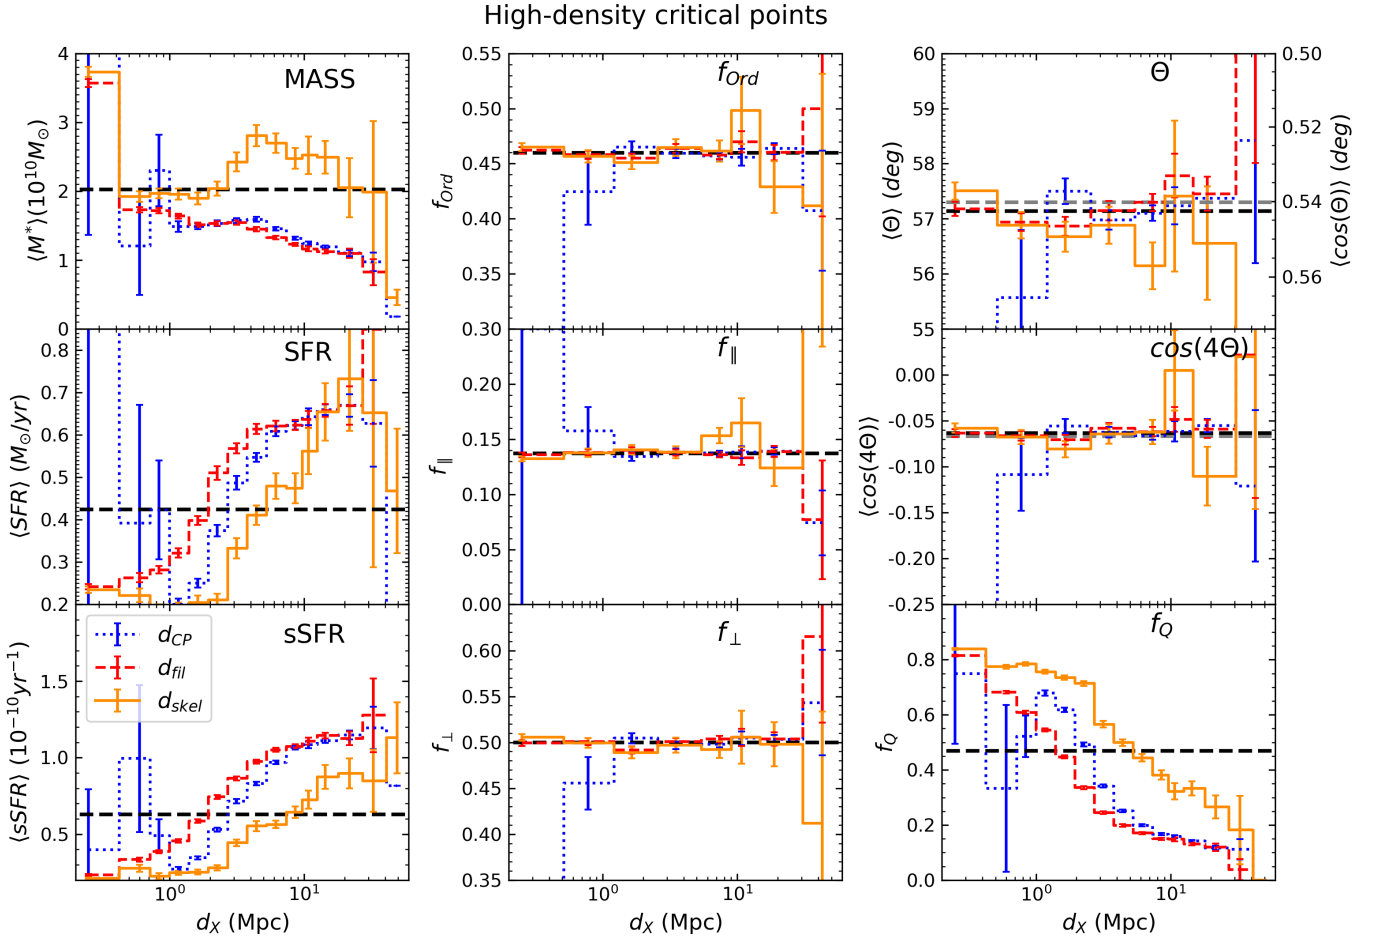 High-density critical points
MASS
⟨M*⟩(10^10 M⊙)
4
3
2
1
0
f_Ord
f_Ord
0.55
0.50
0.45
0.40
0.35
0.30
Θ
⟨Θ⟩ (deg)
60
59
58
57
56
55
0.50
0.52
0.54
0.56
⟨cos(Θ)⟩ (deg)
SFR
⟨SFR⟩ (M⊙/yr)
0.8
0.7
0.6
0.5
0.4
0.3
0.2
f_∥
f_∥
0.25
0.20
0.15
0.10
0.05
0.00
cos(4Θ)
⟨cos(4Θ)⟩
0.00
-0.05
-0.10
-0.15
-0.20
-0.25
sSFR
d_CP
d_fil
d_skel
⟨sSFR⟩ (10^−10 yr^−1)
1.5
1.0
0.5
10^0
10^1
d_X (Mpc)
f_⊥
f_⊥
0.60
0.55
0.50
0.45
0.40
0.35
10^0
10^1
d_X (Mpc)
f_Q
f_Q
0.8
0.6
0.4
0.2
0.0
10^0
10^1
d_X (Mpc)